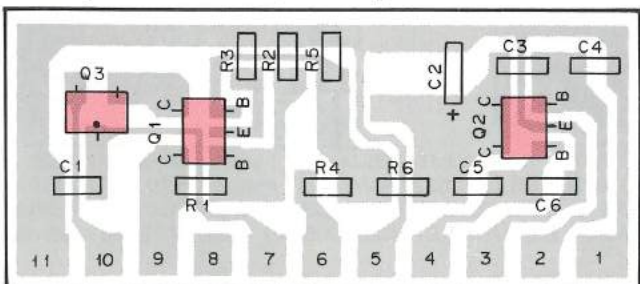 R3 R2 R5 C2 C3 C4
Q3
C B C B
Q1 E Q2 E
C B + C B
C1 R1 R4 R6 C5 C6
11 10 9 8 7 6 5 4 3 2 1